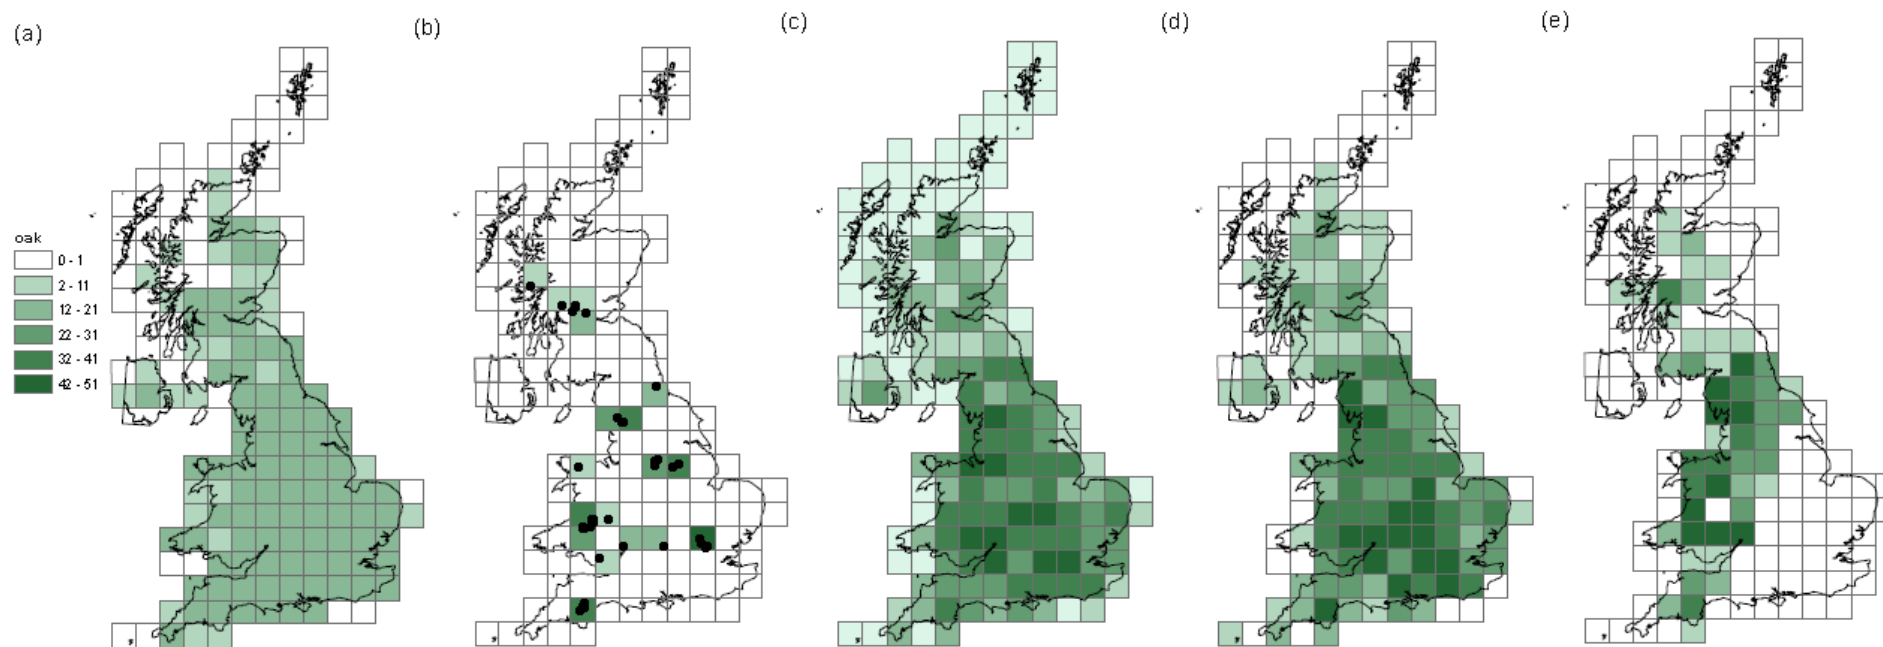 (a)
(b)
(c)
(d)
(e)
oak
0 - 1
2 - 11
12 - 21
22 - 31
32 - 41
42 - 51